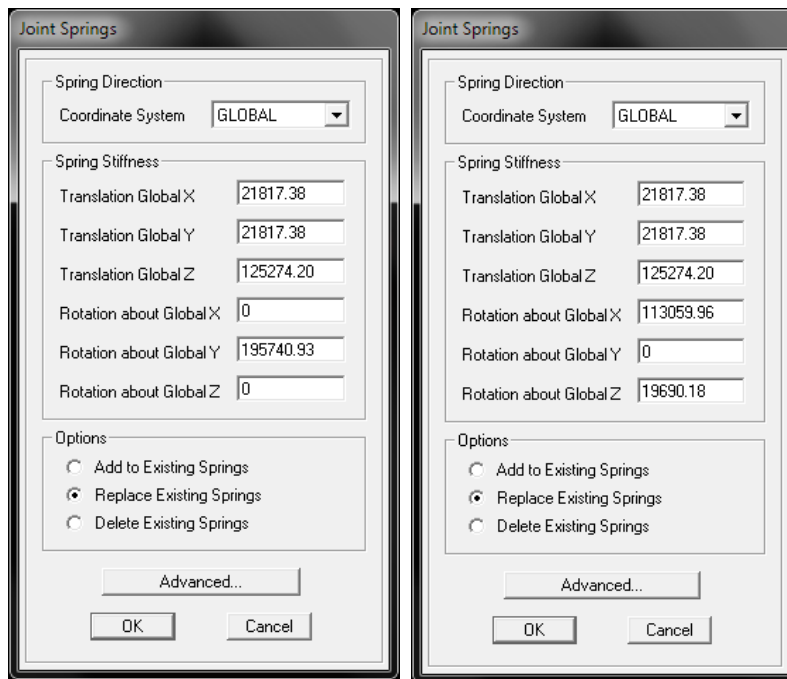 Joint Springs
Spring Direction
Coordinate System GLOBAL
Spring Stiffness
Translation Global X 21817.38
Translation Global Y 21817.38
Translation Global Z 125274.20
Rotation about Global X 0
Rotation about Global Y 195740.93
Rotation about Global Z 0
Options
Add to Existing Springs
Replace Existing Springs
Delete Existing Springs
Advanced...
OK Cancel
Joint Springs
Spring Direction
Coordinate System GLOBAL
Spring Stiffness
Translation Global X 21817.38
Translation Global Y 21817.38
Translation Global Z 125274.20
Rotation about Global X 113059.96
Rotation about Global Y 0
Rotation about Global Z 19690.18
Options
Add to Existing Springs
Replace Existing Springs
Delete Existing Springs
Advanced...
OK Cancel